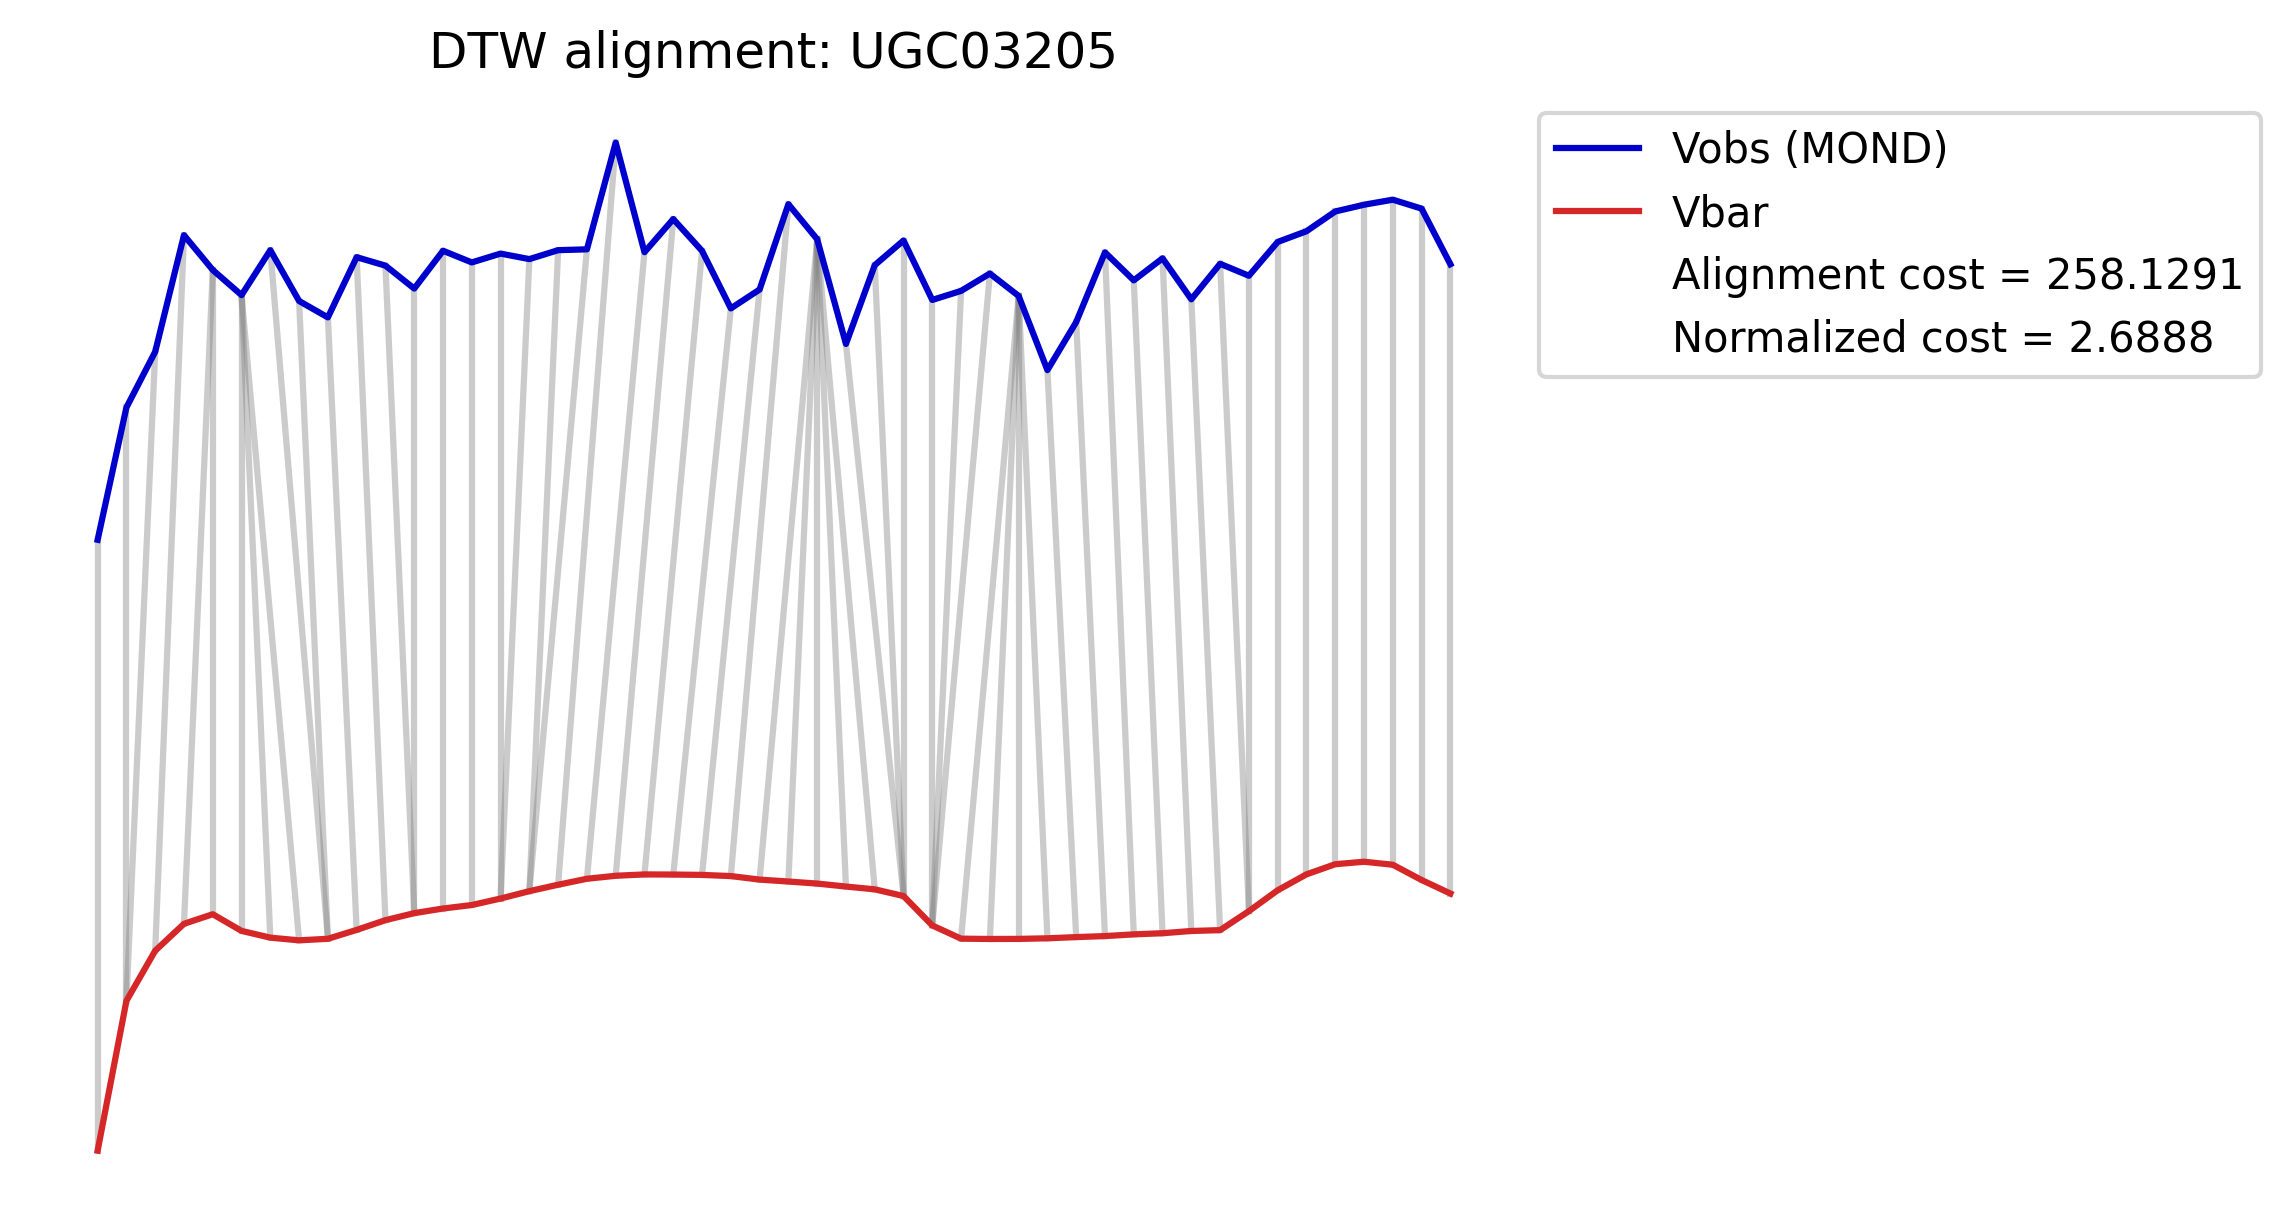 DTW alignment: UGC03205
Vobs (MOND)
Vbar
Alignment cost = 258.1291
Normalized cost = 2.6888